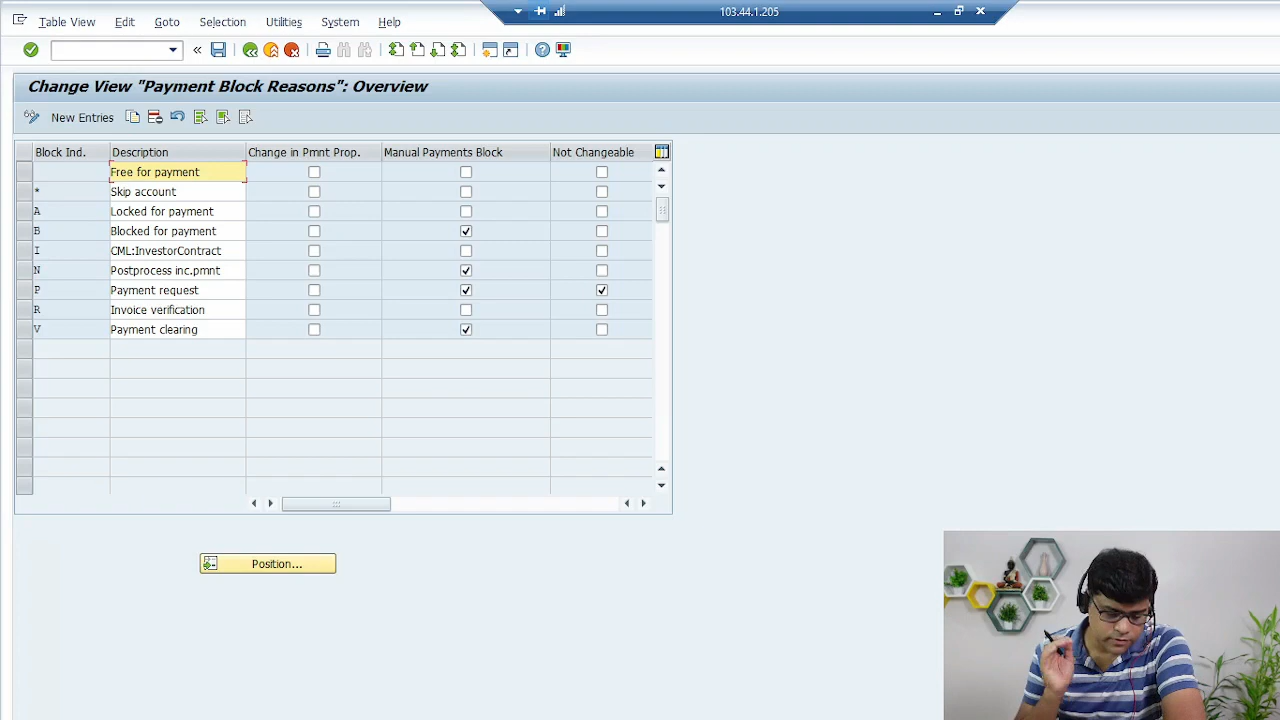 103.44.1.205
Table View Edit Goto Selection Utilities System Help
Change View "Payment Block Reasons": Overview
New Entries
Block Ind. Description Change in Pmnt Prop. Manual Payments Block Not Changeable
Free for payment
* Skip account
A Locked for payment
B Blocked for payment
I CML:InvestorContract
N Postprocess inc.pmnt
P Payment request
R Invoice verification
V Payment clearing
Position...